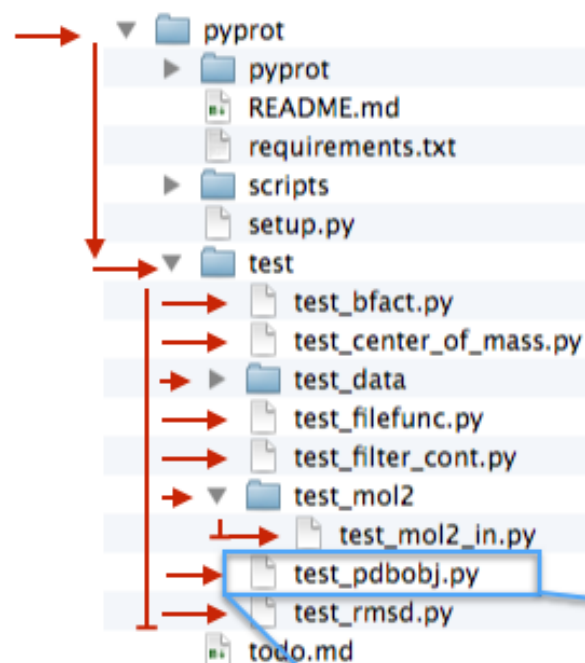 pyprot
pyprot
README.md
requirements.txt
scripts
setup.py
test
test_bfact.py
test_center_of_mass.py
test_data
test_filefunc.py
test_filter_cont.py
test_mol2
test_mol2_in.py
test_pdbobj.py
test_rmsd.py
todo.md